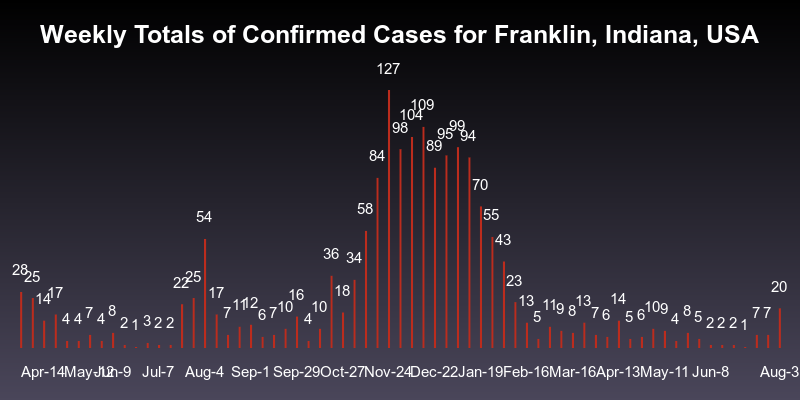 Weekly Totals of Confirmed Cases for Franklin, Indiana, USA
28 25 14 17 4 4 7 4 8 2 1 3 2 2 22 25 54 17 7 11 12 6 7 10 16 4 10 36 18 34 58 84 127 98 104 109 89 95 99 94 70 55 43 23 13 5 11 9 8 13 7 6 14 5 6 10 9 4 8 5 2 2 2 1 7 7 20
Apr-14 May-12 Jun-9 Jul-7 Aug-4 Sep-1 Sep-29 Oct-27 Nov-24 Dec-22 Jan-19 Feb-16 Mar-16 Apr-13 May-11 Jun-8 Aug-3